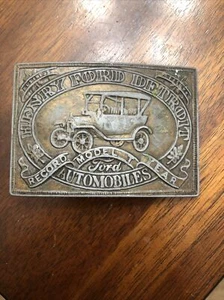 HENRY FORD DETROIT
RECORD MODEL T YEAR
Ford
AUTOMOBILES